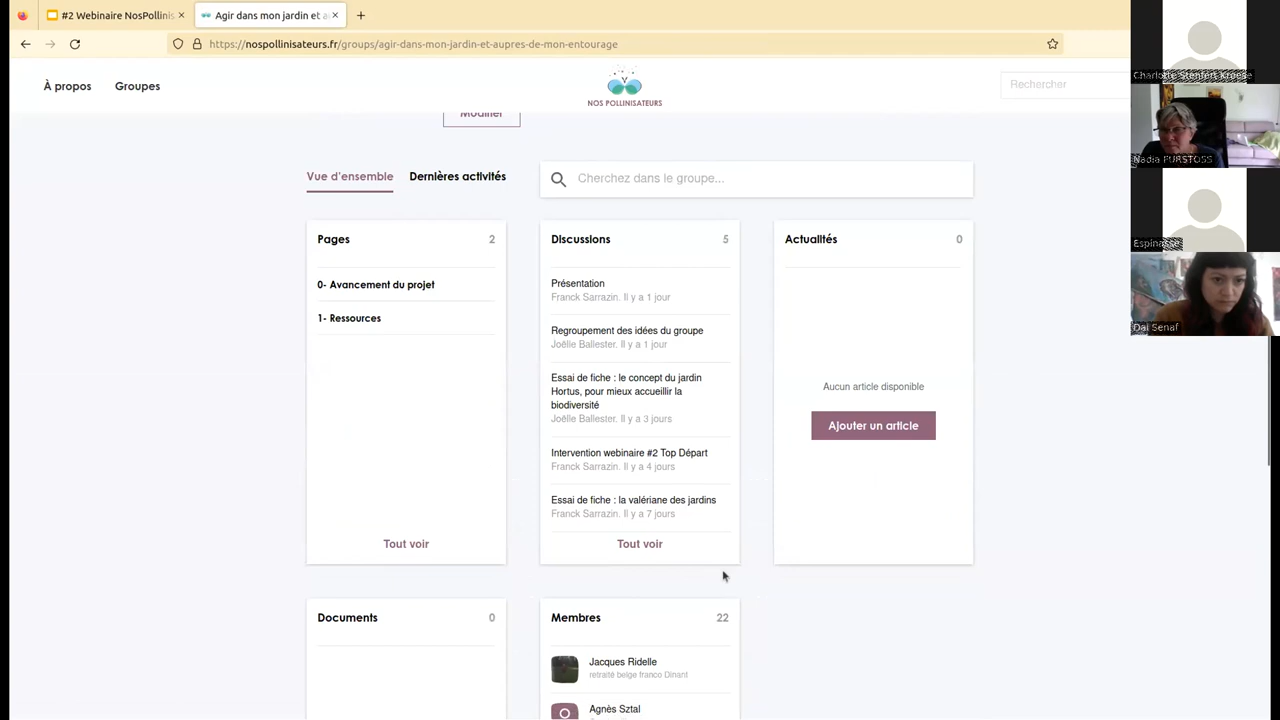 #2 Webinaire NosPollinis
Agir dans mon jardin et a
https://nospollinisateurs.fr/groups/agir-dans-mon-jardin-et-aupres-de-mon-entourage
À propos
Groupes
NOS POLLINISATEURS
Rechercher
Modifier
Vue d'ensemble
Dernières activités
Cherchez dans le groupe...
Pages 2
0- Avancement du projet
1- Ressources
Tout voir
Discussions 5
Présentation
Franck Sarrazin. Il y a 1 jour
Regroupement des idées du groupe
Joëlle Ballester. Il y a 1 jour
Essai de fiche : le concept du jardin
Hortus, pour mieux accueillir la
biodiversité
Joëlle Ballester. Il y a 3 jours
Intervention webinaire #2 Top Départ
Franck Sarrazin. Il y a 4 jours
Essai de fiche : la valériane des jardins
Franck Sarrazin. Il y a 7 jours
Tout voir
Actualités 0
Aucun article disponible
Ajouter un article
Documents 0
Membres 22
Jacques Ridelle
retraité belge franco Dinant
Agnès Sztal
Charlotte Stenfert Kroese
Nadia FURSTOSS
Espinasse
Dal Senaf